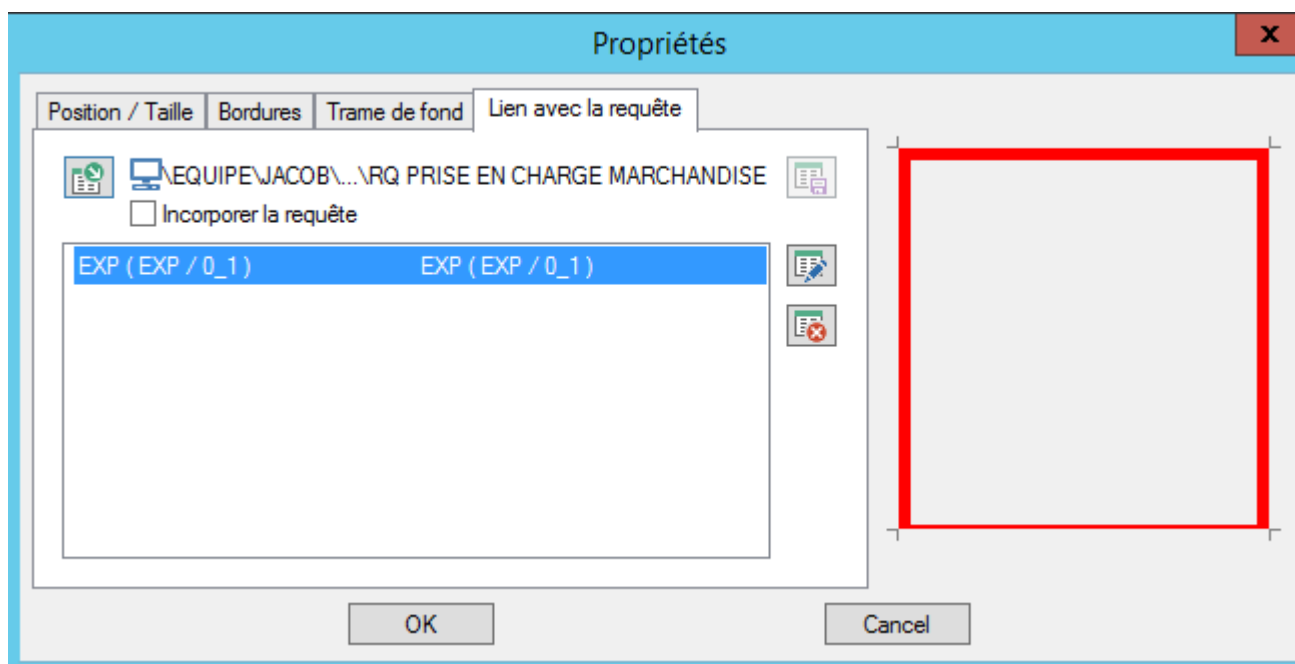 Propriétés
x
Position / Taille Bordures Trame de fond Lien avec la requête
\EQUIPE\JACOB\...\RQ PRISE EN CHARGE MARCHANDISE
Incorporer la requête
EXP ( EXP / 0_1 ) EXP ( EXP / 0_1 )
OK Cancel